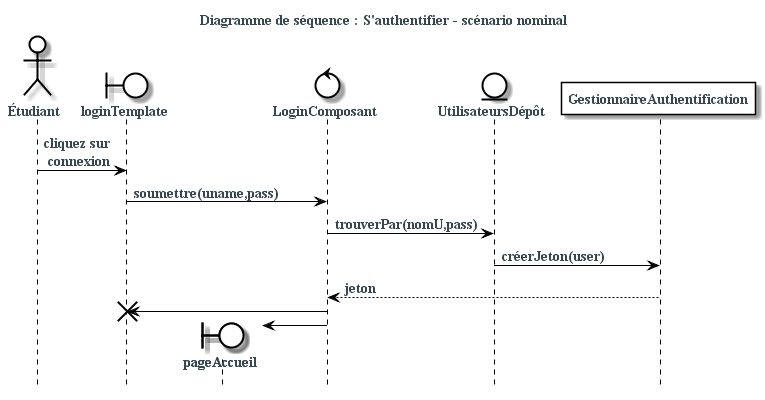 Diagramme de séquence : S'authentifier - scénario nominal
Étudiant
loginTemplate
LoginComposant
UtilisateursDépôt
GestionnaireAuthentification
cliquez sur
connexion
soumettre(uname,pass)
trouverPar(nomU,pass)
créerJeton(user)
jeton
pageAccueil